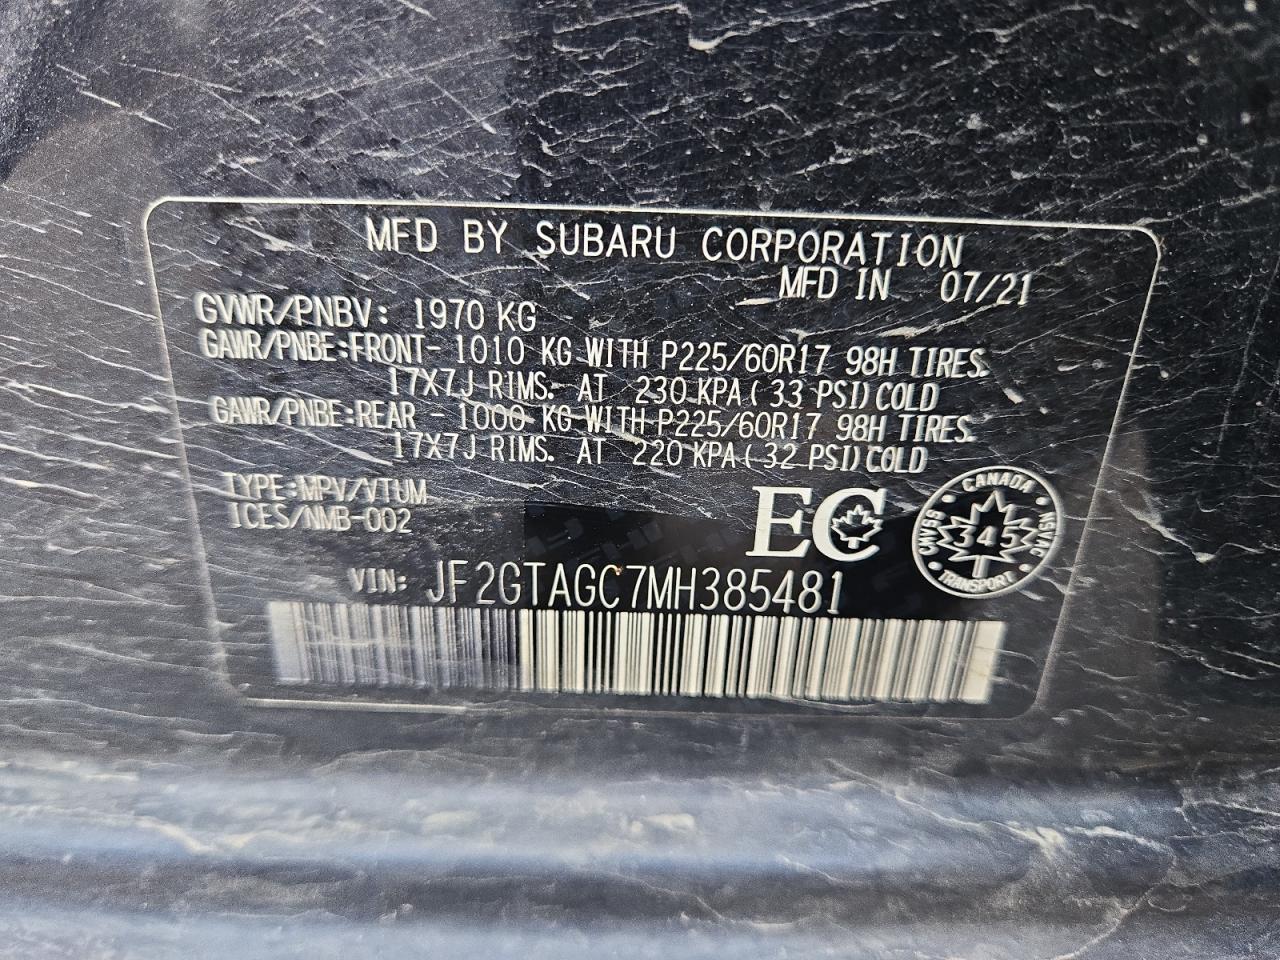 MFD BY SUBARU CORPORATION
MFD IN 07/21
GVWR/PNBV: 1970 KG
GAWR/PNBE:FRONT- 1010 KG WITH P225/60R17 98H TIRES.
17X7J RIMS. AT 230 KPA( 33 PSI)COLD
GAWR/PNBE:REAR - 1000 KG WITH P225/60R17 98H TIRES.
17X7J RIMS. AT 220 KPA( 32 PSI)COLD
TYPE:MPV/VTUM
ICES/NMB-002
EC
CANADA
CMVSS 345 NSVAC
TRANSPORT
VIN: JF2GTAGC7MH385481